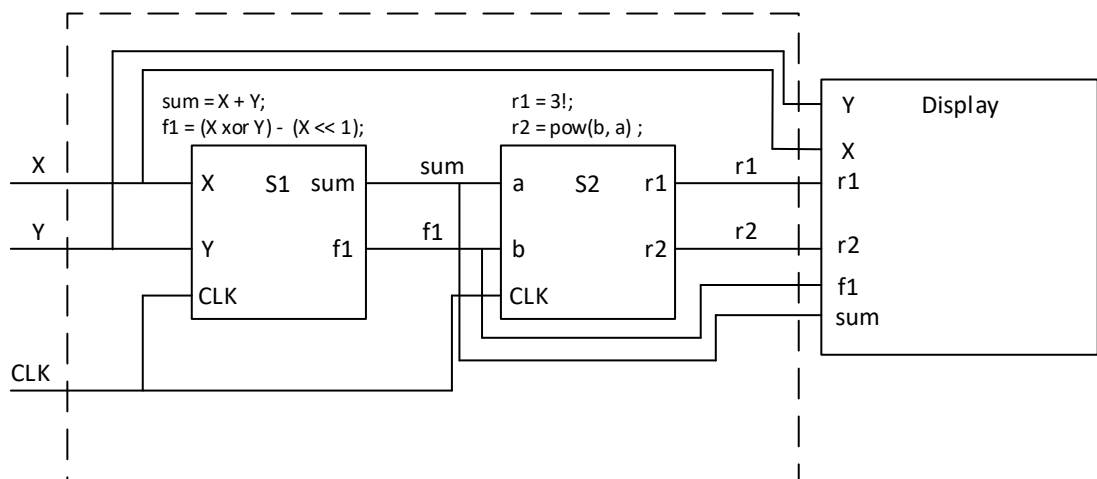 sum = X + Y;
f1 = (X xor Y) - (X << 1);
r1 = 3!;
r2 = pow(b, a) ;
Y Display
X
X
X S1 sum
sum
a S2 r1
r1
r1
Y
Y f1
f1
b r2
r2
r2
CLK
CLK
f1
sum
CLK